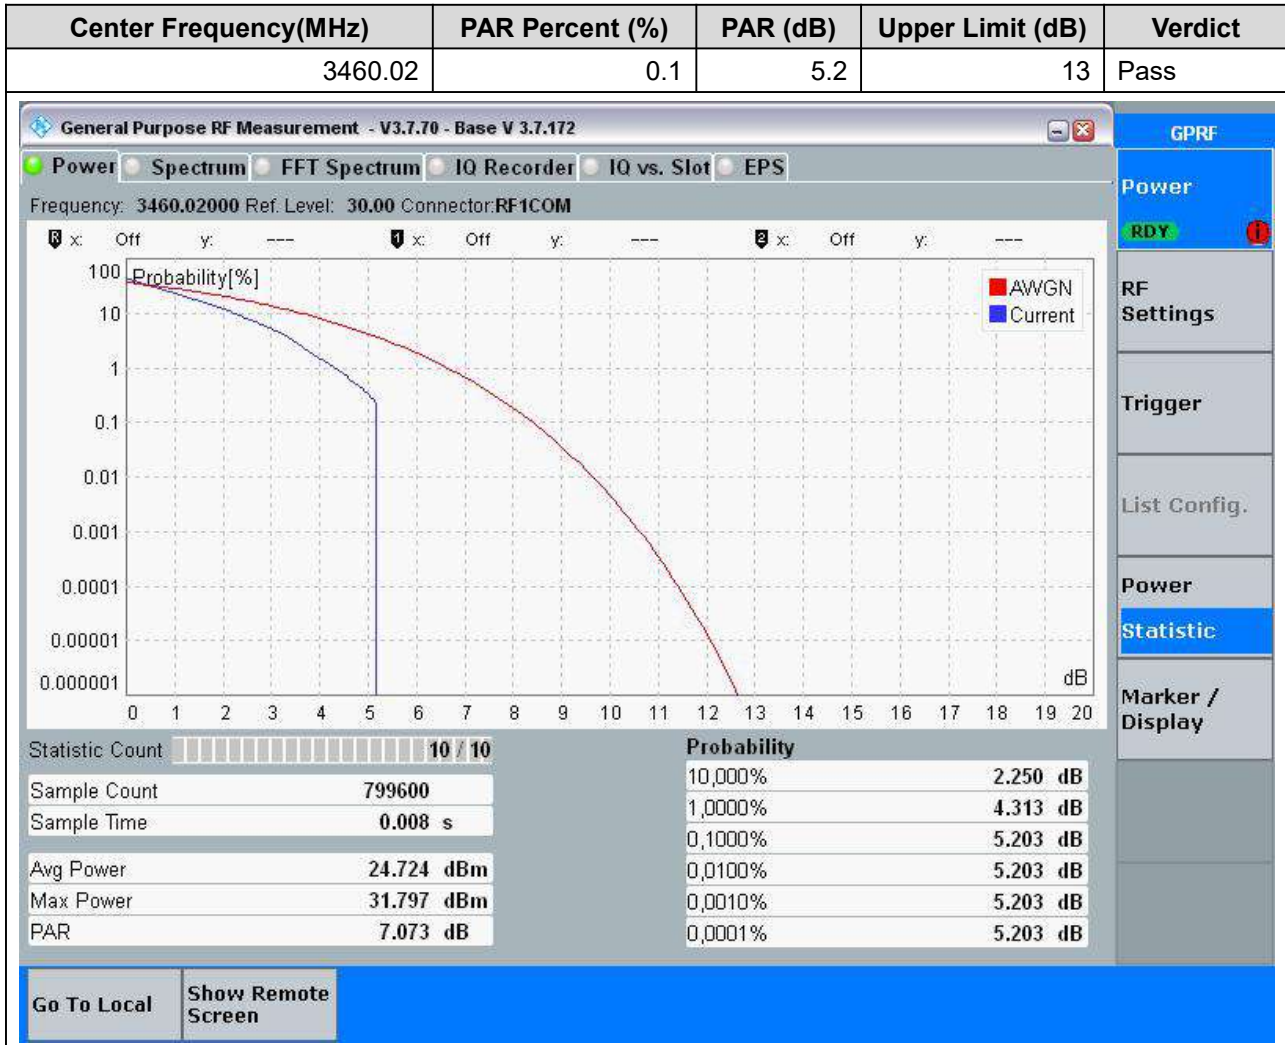 Center Frequency(MHz) PAR Percent (%) PAR (dB) Upper Limit (dB) Verdict
3460.02 0.1 5.2 13 Pass
General Purpose RF Measurement - V3.7.70 - Base V 3.7.172
GPRF
Power Spectrum FFT Spectrum IQ Recorder IQ vs. Slot EPS
Power
RDY
Frequency: 3460.02000 Ref. Level: 30.00 Connector:RF1COM
R x: Off y: --- 1 x: Off y: --- 2 x: Off y: ---
Probability[%]
100
10
1
0.1
0.01
0.001
0.0001
0.00001
0.000001
AWGN
Current
dB
0 1 2 3 4 5 6 7 8 9 10 11 12 13 14 15 16 17 18 19 20
RF
Settings
Trigger
List Config.
Power
Statistic
Marker /
Display
Statistic Count 10 / 10
Sample Count 799600
Sample Time 0.008 s
Avg Power 24.724 dBm
Max Power 31.797 dBm
PAR 7.073 dB
Probability
10,000% 2.250 dB
1,0000% 4.313 dB
0,1000% 5.203 dB
0,0100% 5.203 dB
0,0010% 5.203 dB
0,0001% 5.203 dB
Go To Local
Show Remote
Screen